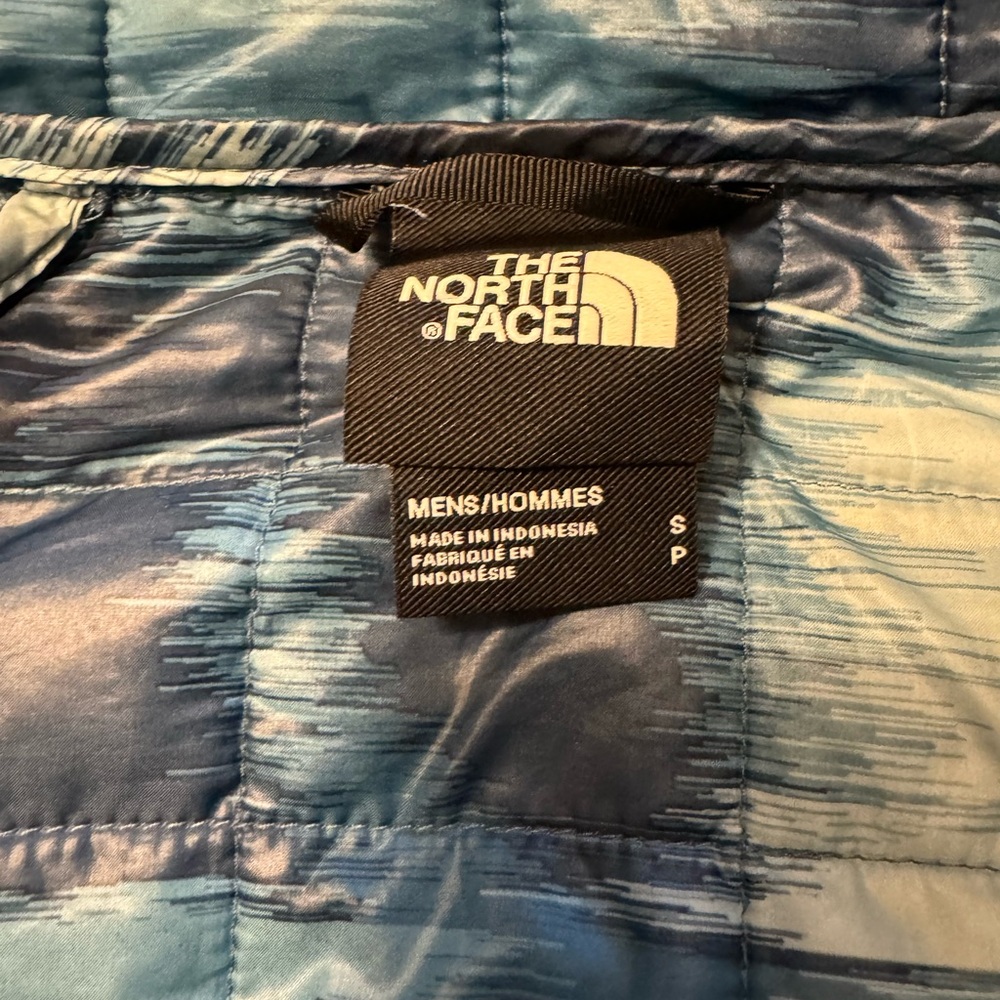 THE
NORTH
® FACE
MENS/HOMMES
MADE IN INDONESIA
FABRIQUÉ EN
INDONÉSIE
S
P